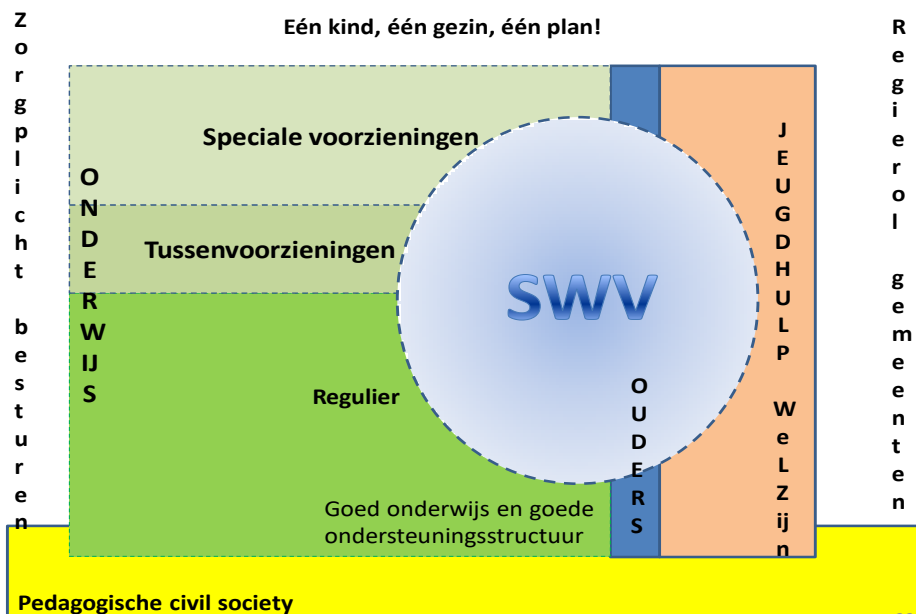 Eén kind, één gezin, één plan!
Zorgplicht besturen
Regierol gemeenten
Speciale voorzieningen
ONDERWIJS
Tussenvoorzieningen
SWV
JEUGDHULP WeLZijn
Regulier
OUDERS
Goed onderwijs en goede
ondersteuningsstructuur
Pedagogische civil society